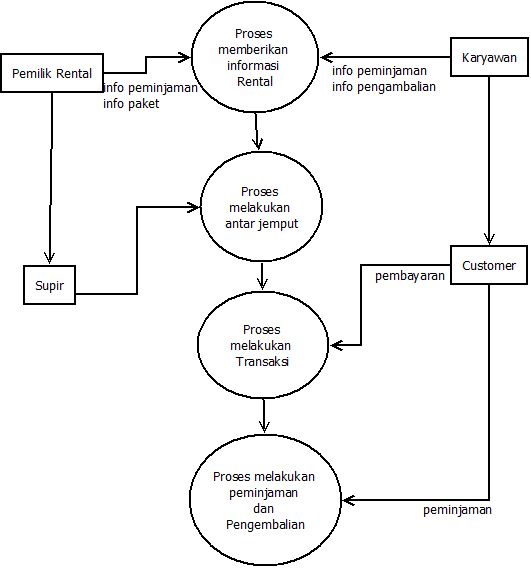 Proses
memberikan
informasi
Rental
Pemilik Rental
info peminjaman
info paket
info peminjaman
info pengambalian
Karyawan
Proses
melakukan
antar jemput
Supir
Customer
pembayaran
Proses
melakukan
Transaksi
Proses melakukan
peminjaman
dan
Pengembalian
peminjaman